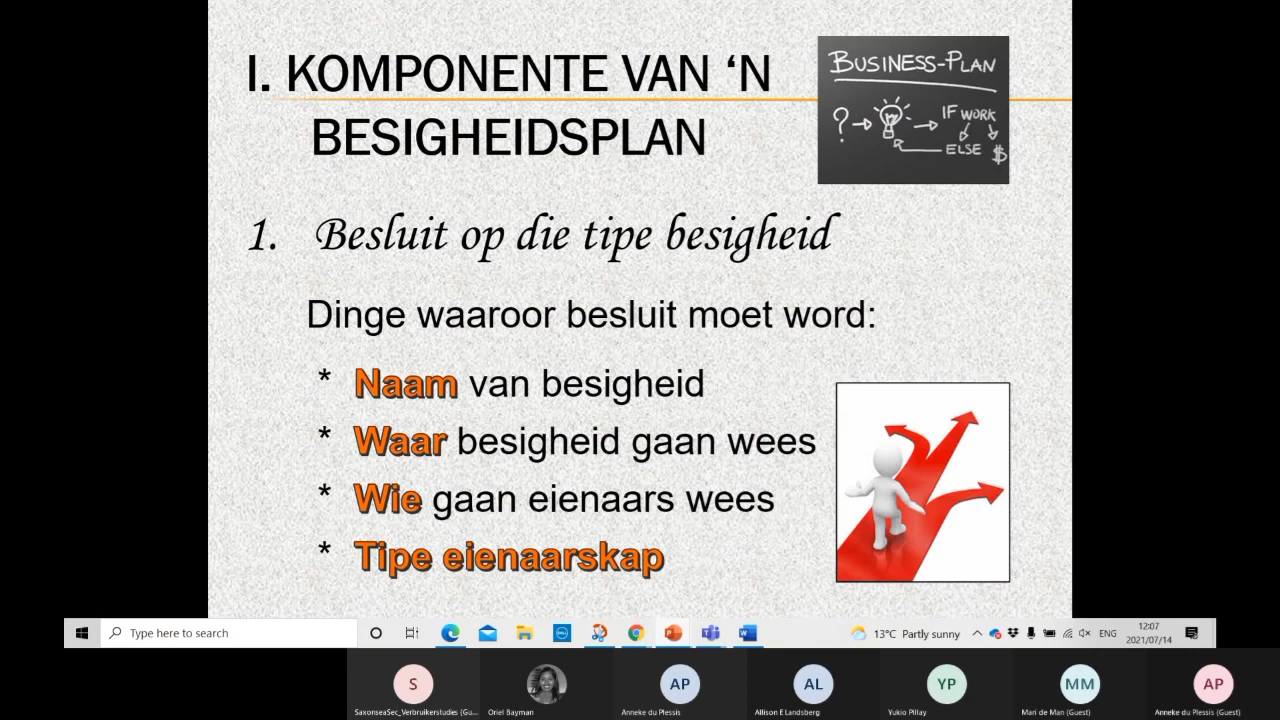 I. KOMPONENTE VAN ‘N
BESIGHEIDSPLAN
BUSINESS-PLAN
? IF WORK
ELSE $
1. Besluit op die tipe besigheid
Dinge waaroor besluit moet word:
* Naam van besigheid
* Waar besigheid gaan wees
* Wie gaan eienaars wees
* Tipe eienaarskap
Type here to search
13°C Partly sunny
ENG
12:07
2021/07/14
S
AP
AL
YP
MM
AP
SaxonseaSec_Verbruikerstudies (Gu...
Oriel Bayman
Anneke du Plessis
Allison E Landsberg
Yukio Pillay
Mari de Man (Guest)
Anneke du Plessis (Guest)